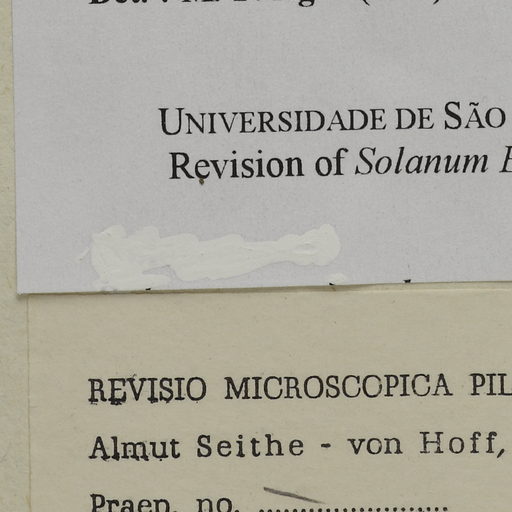 UNIVERSIDADE DE SÃO
Revision of Solanum
REVISIO MICROSCOPICA PIL
Almut Seithe - von Hoff,
Praep. no. ......................